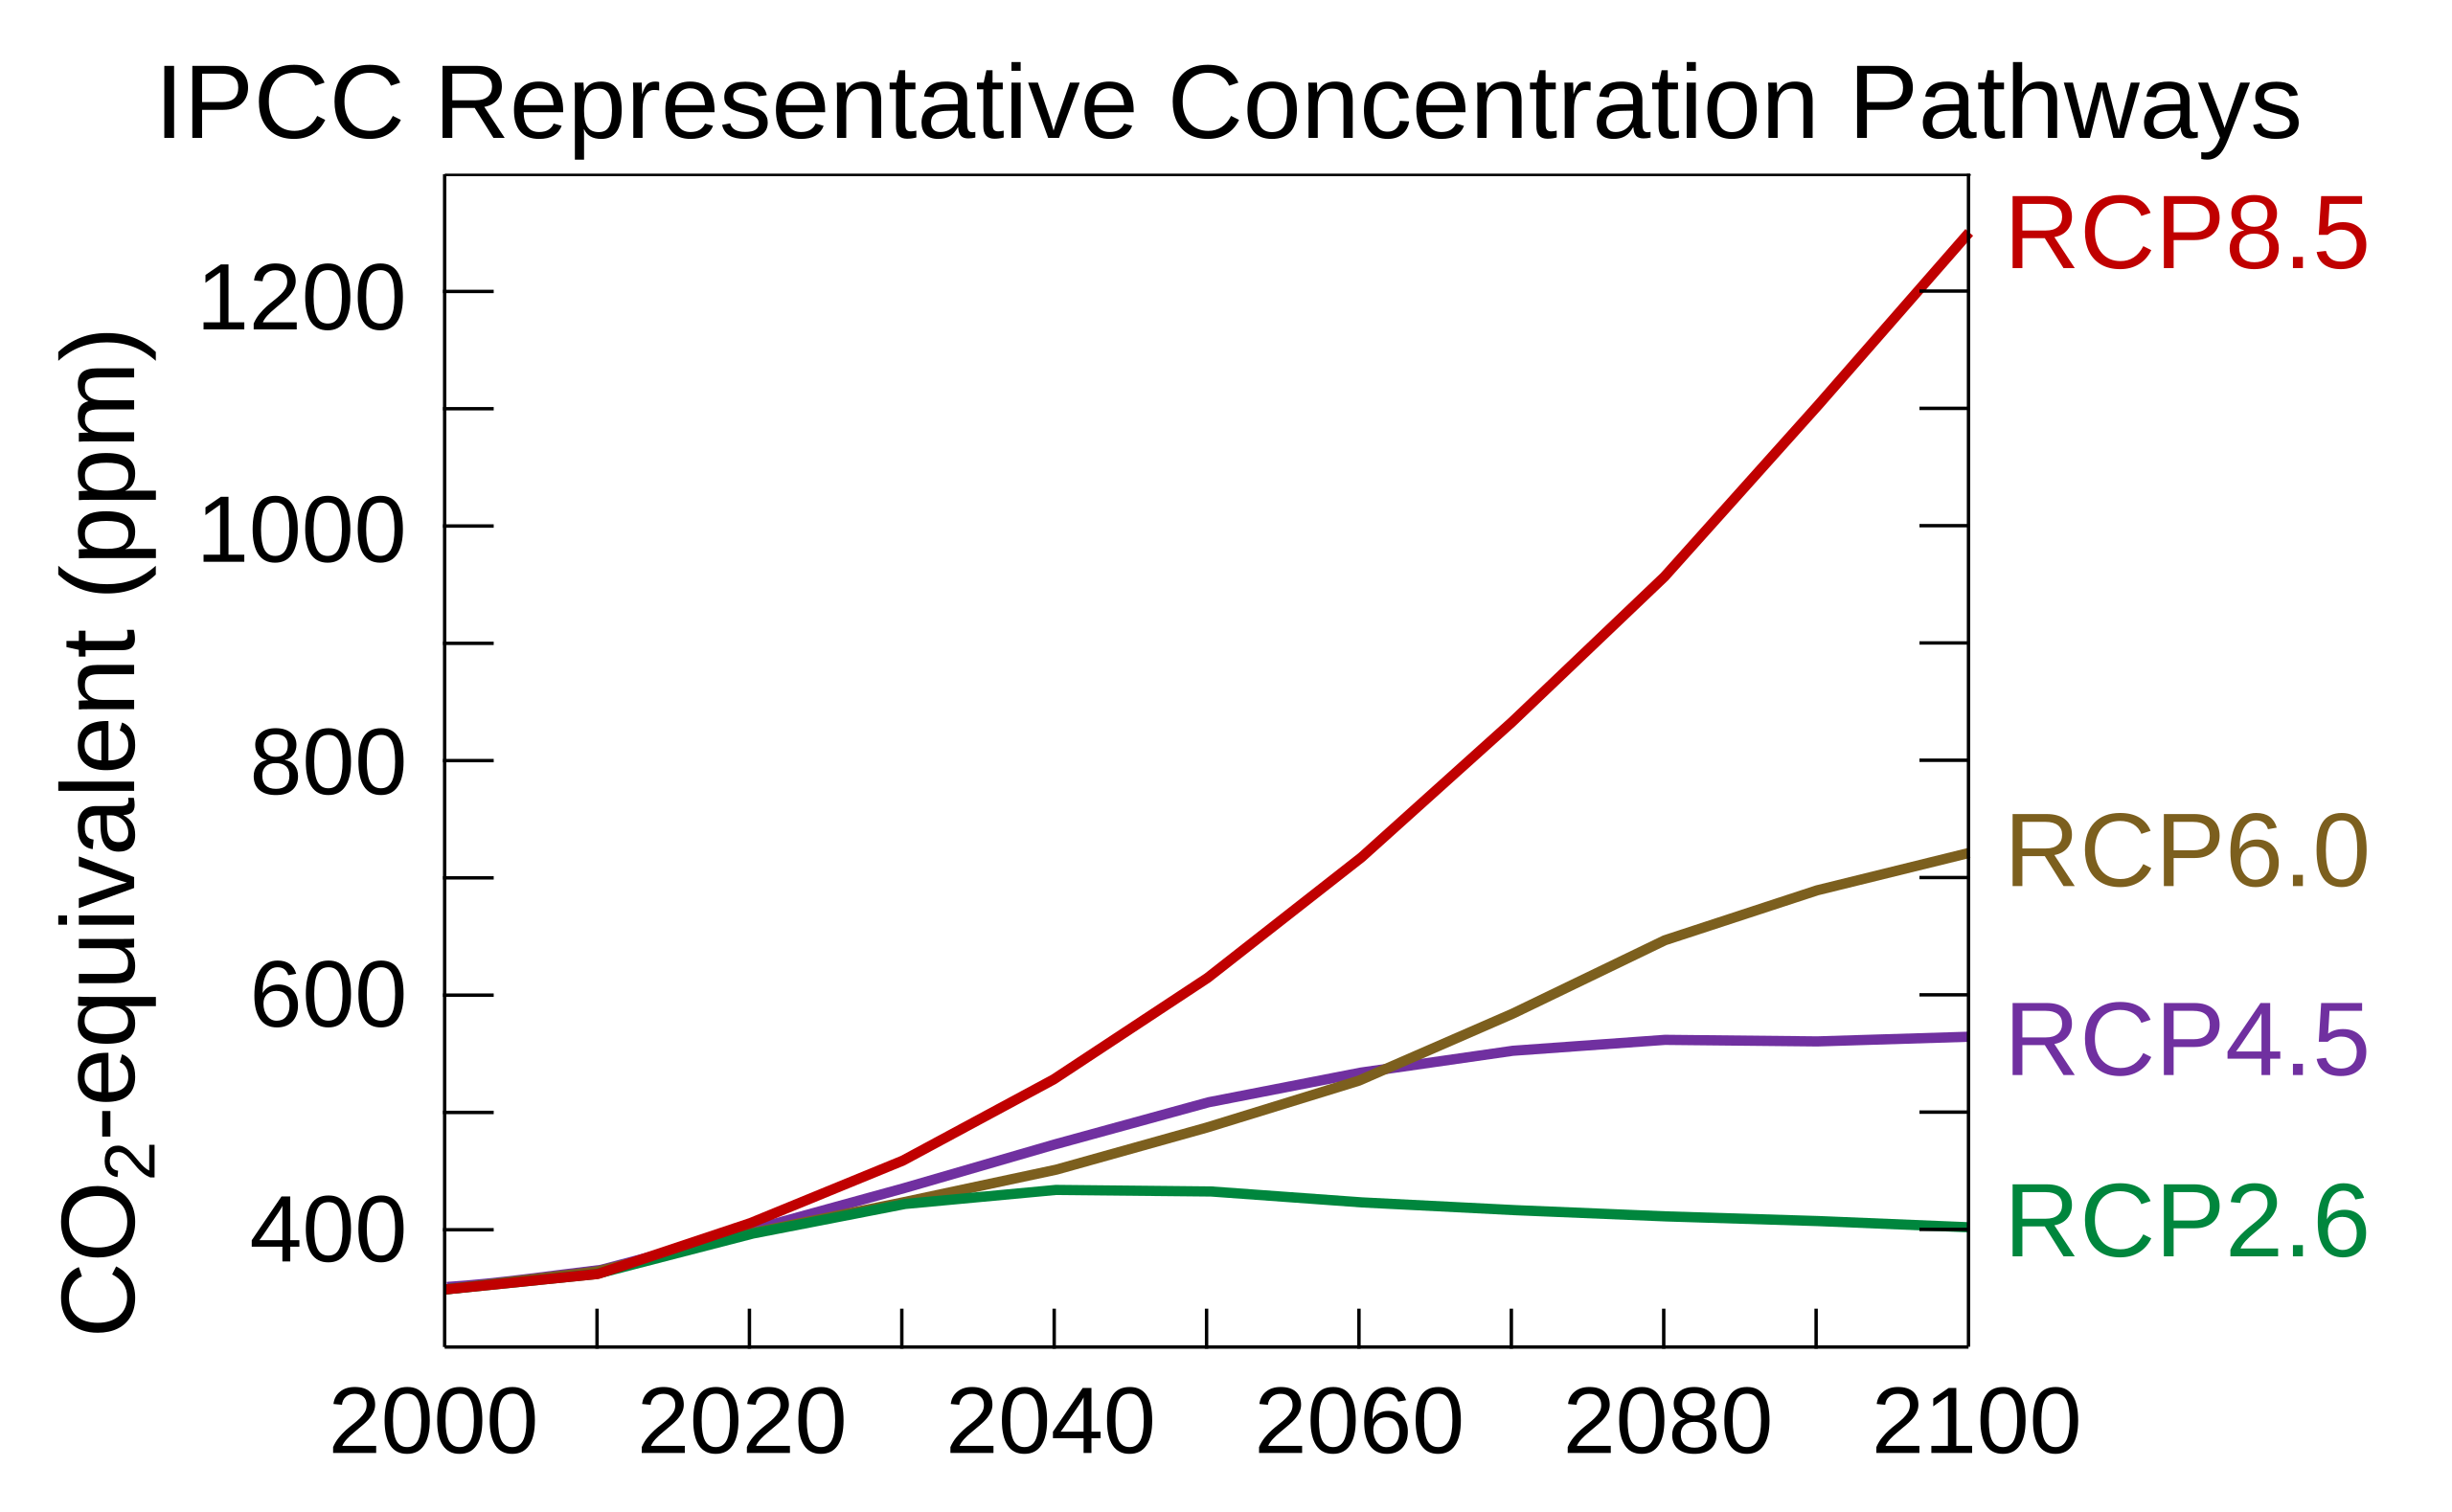 IPCC Representative Concentration Pathways
CO₂-equivalent (ppm)
1200
1000
800
600
400
2000 2020 2040 2060 2080 2100
RCP8.5
RCP6.0
RCP4.5
RCP2.6